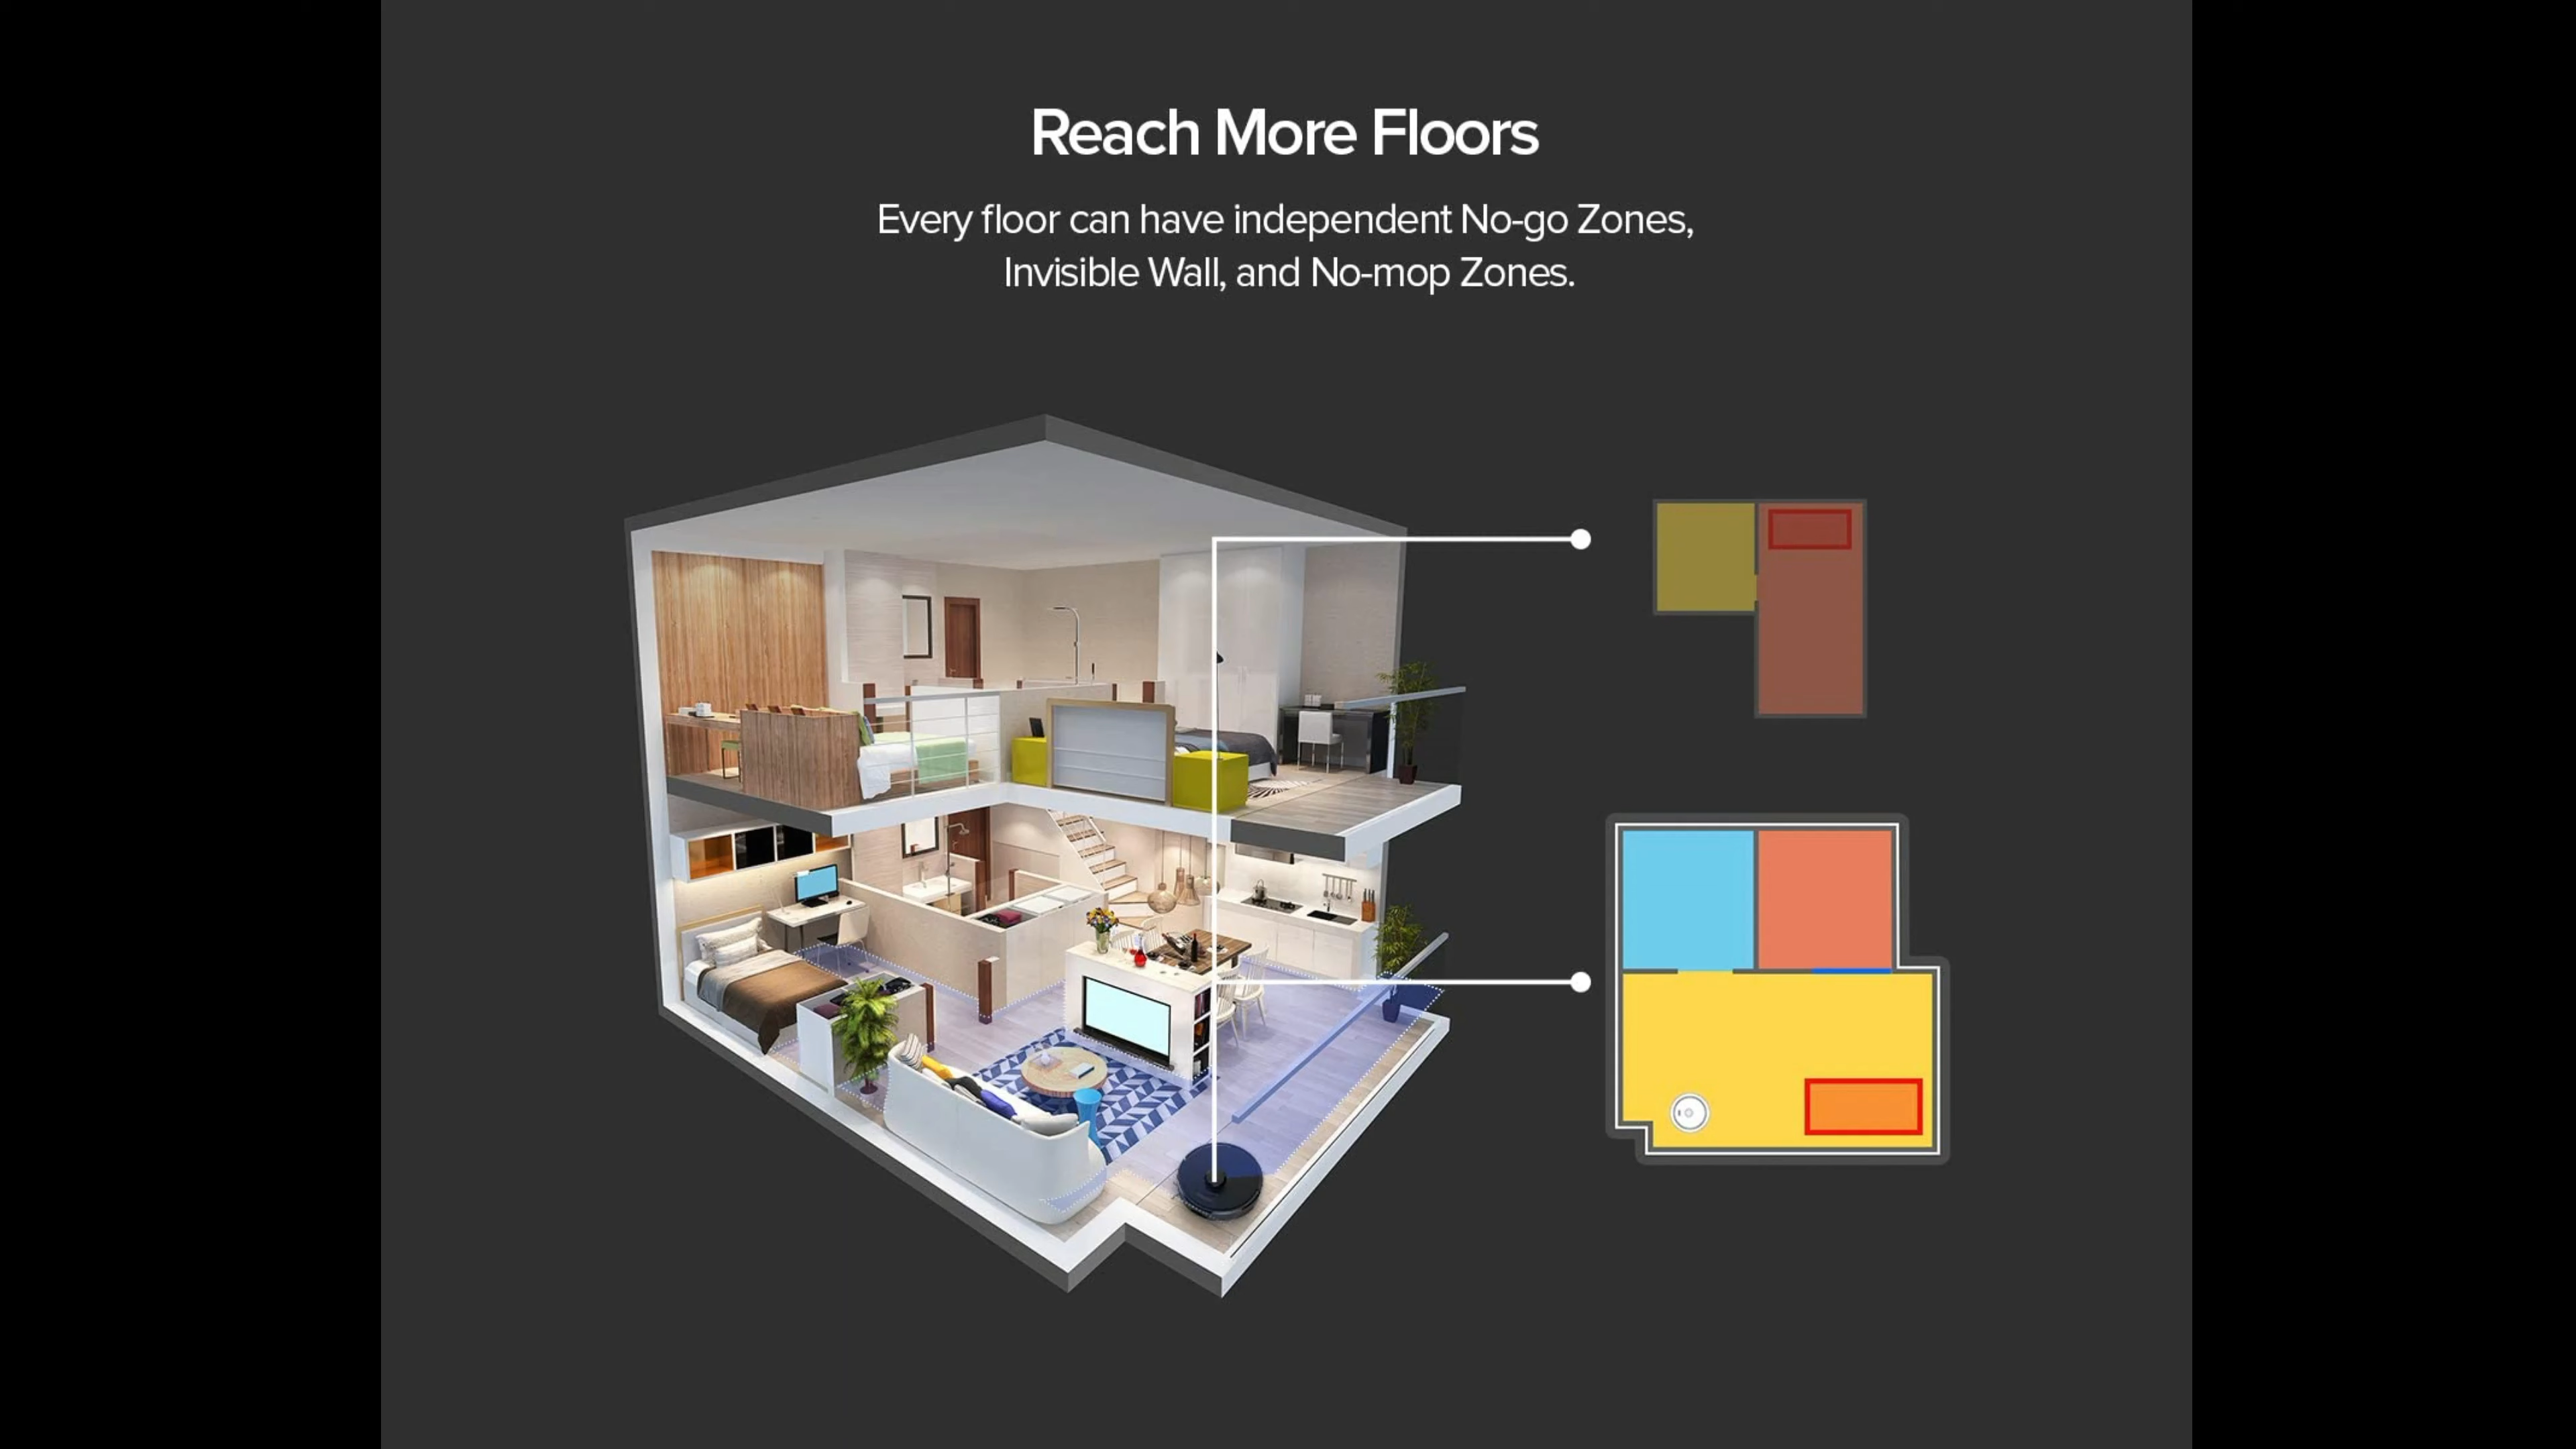 Reach More Floors
Every floor can have independent No-go Zones,
Invisible Wall, and No-mop Zones.